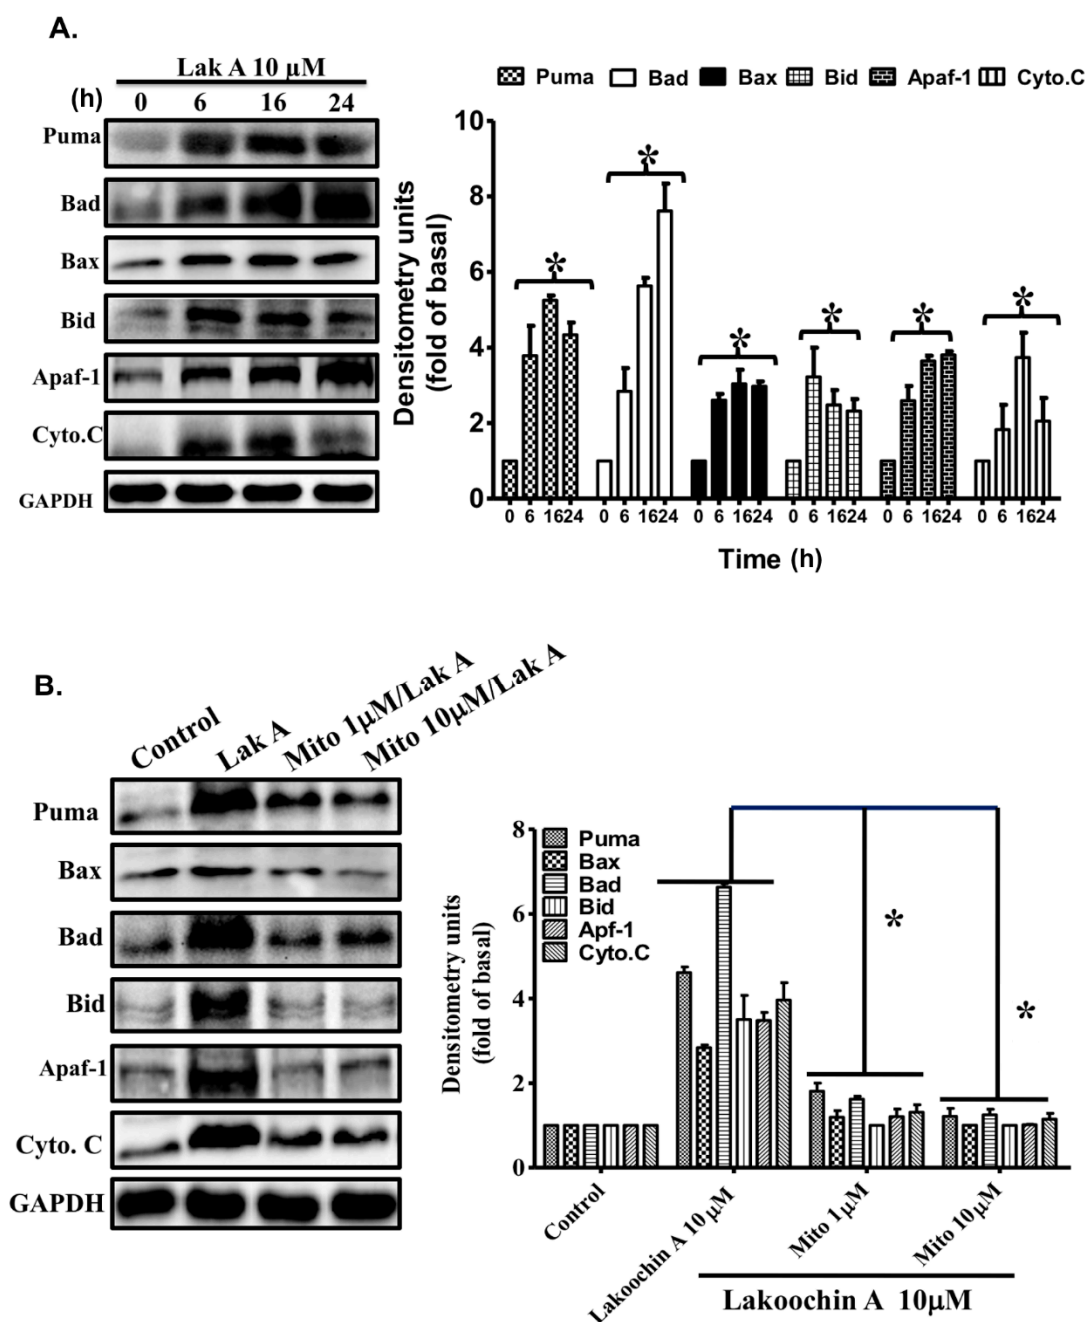 A.
Lak A 10 μM
(h) 0 6 16 24
Puma
Bad
Bax
Bid
Apaf-1
Cyto.C
GAPDH
Puma Bad Bax Bid Apaf-1 Cyto.C
Densitometry units
(fold of basal)
10
8
6
4
2
0
0 6 1624 0 6 1624 0 6 1624 0 6 1624 0 6 1624 0 6 1624
Time (h)
* * * * * *
B.
Control
Lak A
Mito 1μM/Lak A
Mito 10μM/Lak A
Puma
Bax
Bad
Bid
Apaf-1
Cyto. C
GAPDH
Puma
Bax
Bad
Bid
Apf-1
Cyto.C
Densitometry units
(fold of basal)
8
6
4
2
0
*
*
Control
Lakoochin A 10 μM
Mito 1μM
Mito 10μM
Lakoochin A 10μM